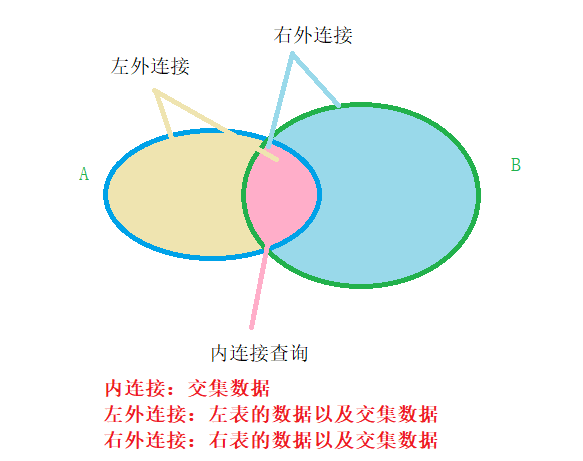 右外连接
左外连接
A
B
内连接查询
内连接：交集数据
左外连接：左表的数据以及交集数据
右外连接：右表的数据以及交集数据